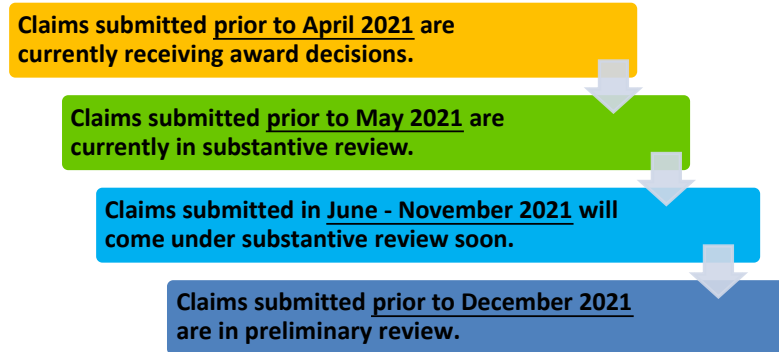 Claims submitted prior to April 2021 are
currently receiving award decisions.
Claims submitted prior to May 2021 are
currently in substantive review.
Claims submitted in June - November 2021 will
come under substantive review soon.
Claims submitted prior to December 2021
are in preliminary review.